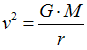 v² = G · M / r